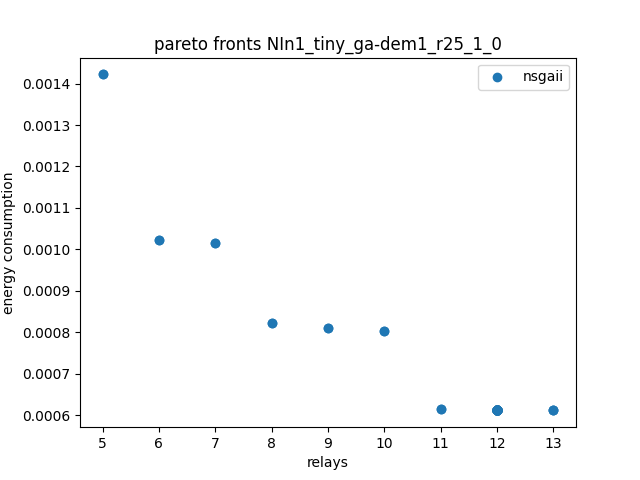 pareto fronts NIn1_tiny_ga-dem1_r25_1_0
nsgaii
0.0014
0.0013
0.0012
0.0011
0.0010
0.0009
0.0008
0.0007
0.0006
energy consumption
5 6 7 8 9 10 11 12 13
relays